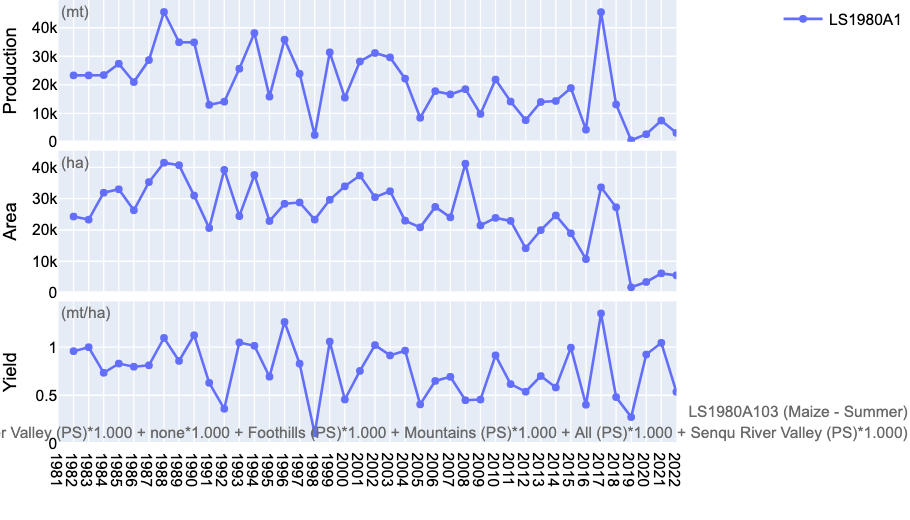 (mt)
LS1980A1
Production
40k
30k
20k
10k
0
(ha)
Area
40k
30k
20k
10k
0
(mt/ha)
Yield
1
0.5
0
LS1980A103 (Maize - Summer)
r Valley (PS)*1.000 + none*1.000 + Foothills (PS)*1.000 + Mountains (PS)*1.000 + All (PS)*1.000 + Senqu River Valley (PS)*1.000)
1981 1982 1983 1984 1985 1986 1987 1988 1989 1990 1991 1992 1993 1994 1995 1996 1997 1998 1999 2000 2001 2002 2003 2004 2005 2006 2007 2008 2009 2010 2011 2012 2013 2014 2015 2016 2017 2018 2019 2020 2021 2022